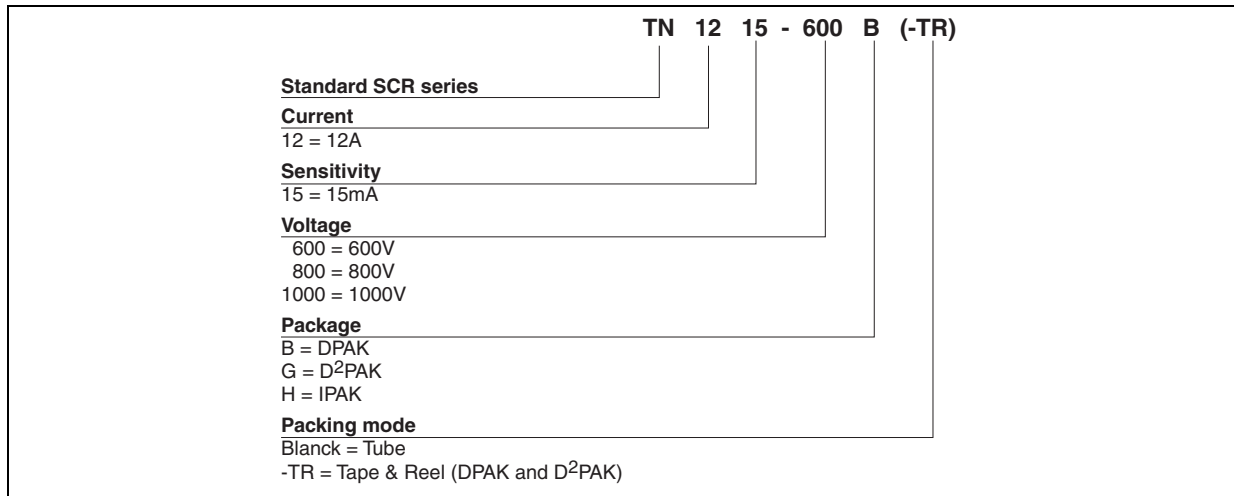 TN 12 15 - 600 B (-TR)
Standard SCR series
Current
12 = 12A
Sensitivity
15 = 15mA
Voltage
600 = 600V
800 = 800V
1000 = 1000V
Package
B = DPAK
G = D²PAK
H = IPAK
Packing mode
Blanck = Tube
-TR = Tape & Reel (DPAK and D²PAK)